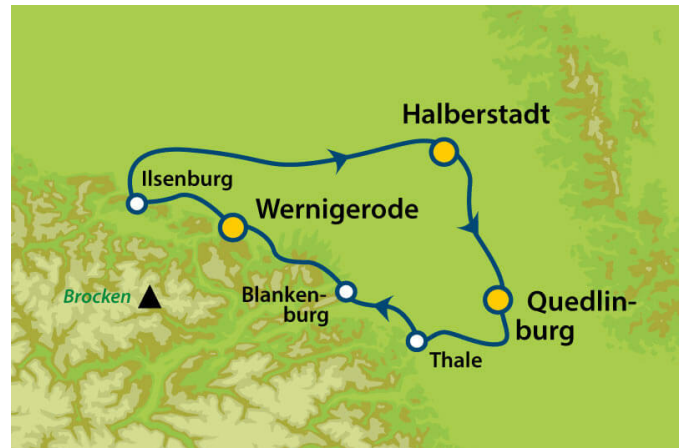 Halberstadt
Ilsenburg
Wernigerode
Brocken
Blanken-
burg
Quedlin-
burg
Thale